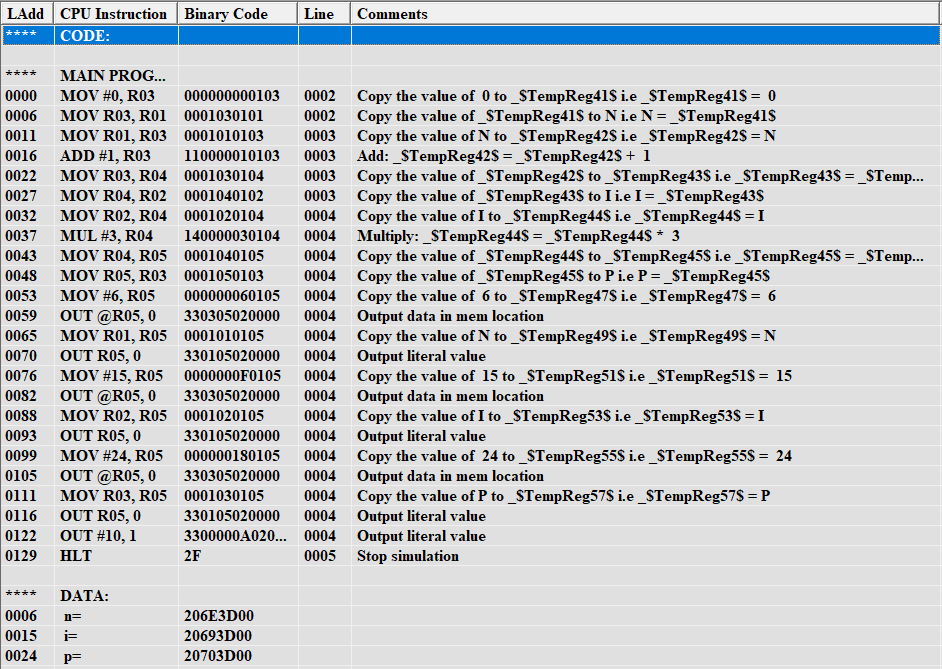 LAdd CPU Instruction Binary Code Line Comments
**** CODE:
**** MAIN PROG...
0000 MOV #0, R03 000000000103 0002 Copy the value of 0 to _$TempReg41$ i.e _$TempReg41$ = 0
0006 MOV R03, R01 0001030101 0002 Copy the value of _$TempReg41$ to N i.e N = _$TempReg41$
0011 MOV R01, R03 0001010103 0003 Copy the value of N to _$TempReg42$ i.e _$TempReg42$ = N
0016 ADD #1, R03 110000010103 0003 Add: _$TempReg42$ = _$TempReg42$ + 1
0022 MOV R03, R04 0001030104 0003 Copy the value of _$TempReg42$ to _$TempReg43$ i.e _$TempReg43$ = _$Temp...
0027 MOV R04, R02 0001040102 0003 Copy the value of _$TempReg43$ to I i.e I = _$TempReg43$
0032 MOV R02, R04 0001020104 0004 Copy the value of I to _$TempReg44$ i.e _$TempReg44$ = I
0037 MUL #3, R04 140000030104 0004 Multiply: _$TempReg44$ = _$TempReg44$ * 3
0043 MOV R04, R05 0001040105 0004 Copy the value of _$TempReg44$ to _$TempReg45$ i.e _$TempReg45$ = _$Temp...
0048 MOV R05, R03 0001050103 0004 Copy the value of _$TempReg45$ to P i.e P = _$TempReg45$
0053 MOV #6, R05 000000060105 0004 Copy the value of 6 to _$TempReg47$ i.e _$TempReg47$ = 6
0059 OUT @R05, 0 330305020000 0004 Output data in mem location
0065 MOV R01, R05 0001010105 0004 Copy the value of N to _$TempReg49$ i.e _$TempReg49$ = N
0070 OUT R05, 0 330105020000 0004 Output literal value
0076 MOV #15, R05 0000000F0105 0004 Copy the value of 15 to _$TempReg51$ i.e _$TempReg51$ = 15
0082 OUT @R05, 0 330305020000 0004 Output data in mem location
0088 MOV R02, R05 0001020105 0004 Copy the value of I to _$TempReg53$ i.e _$TempReg53$ = I
0093 OUT R05, 0 330105020000 0004 Output literal value
0099 MOV #24, R05 000000180105 0004 Copy the value of 24 to _$TempReg55$ i.e _$TempReg55$ = 24
0105 OUT @R05, 0 330305020000 0004 Output data in mem location
0111 MOV R03, R05 0001030105 0004 Copy the value of P to _$TempReg57$ i.e _$TempReg57$ = P
0116 OUT R05, 0 330105020000 0004 Output literal value
0122 OUT #10, 1 3300000A020... 0004 Output literal value
0129 HLT 2F 0005 Stop simulation
**** DATA:
0006 n= 206E3D00
0015 i= 20693D00
0024 p= 20703D00